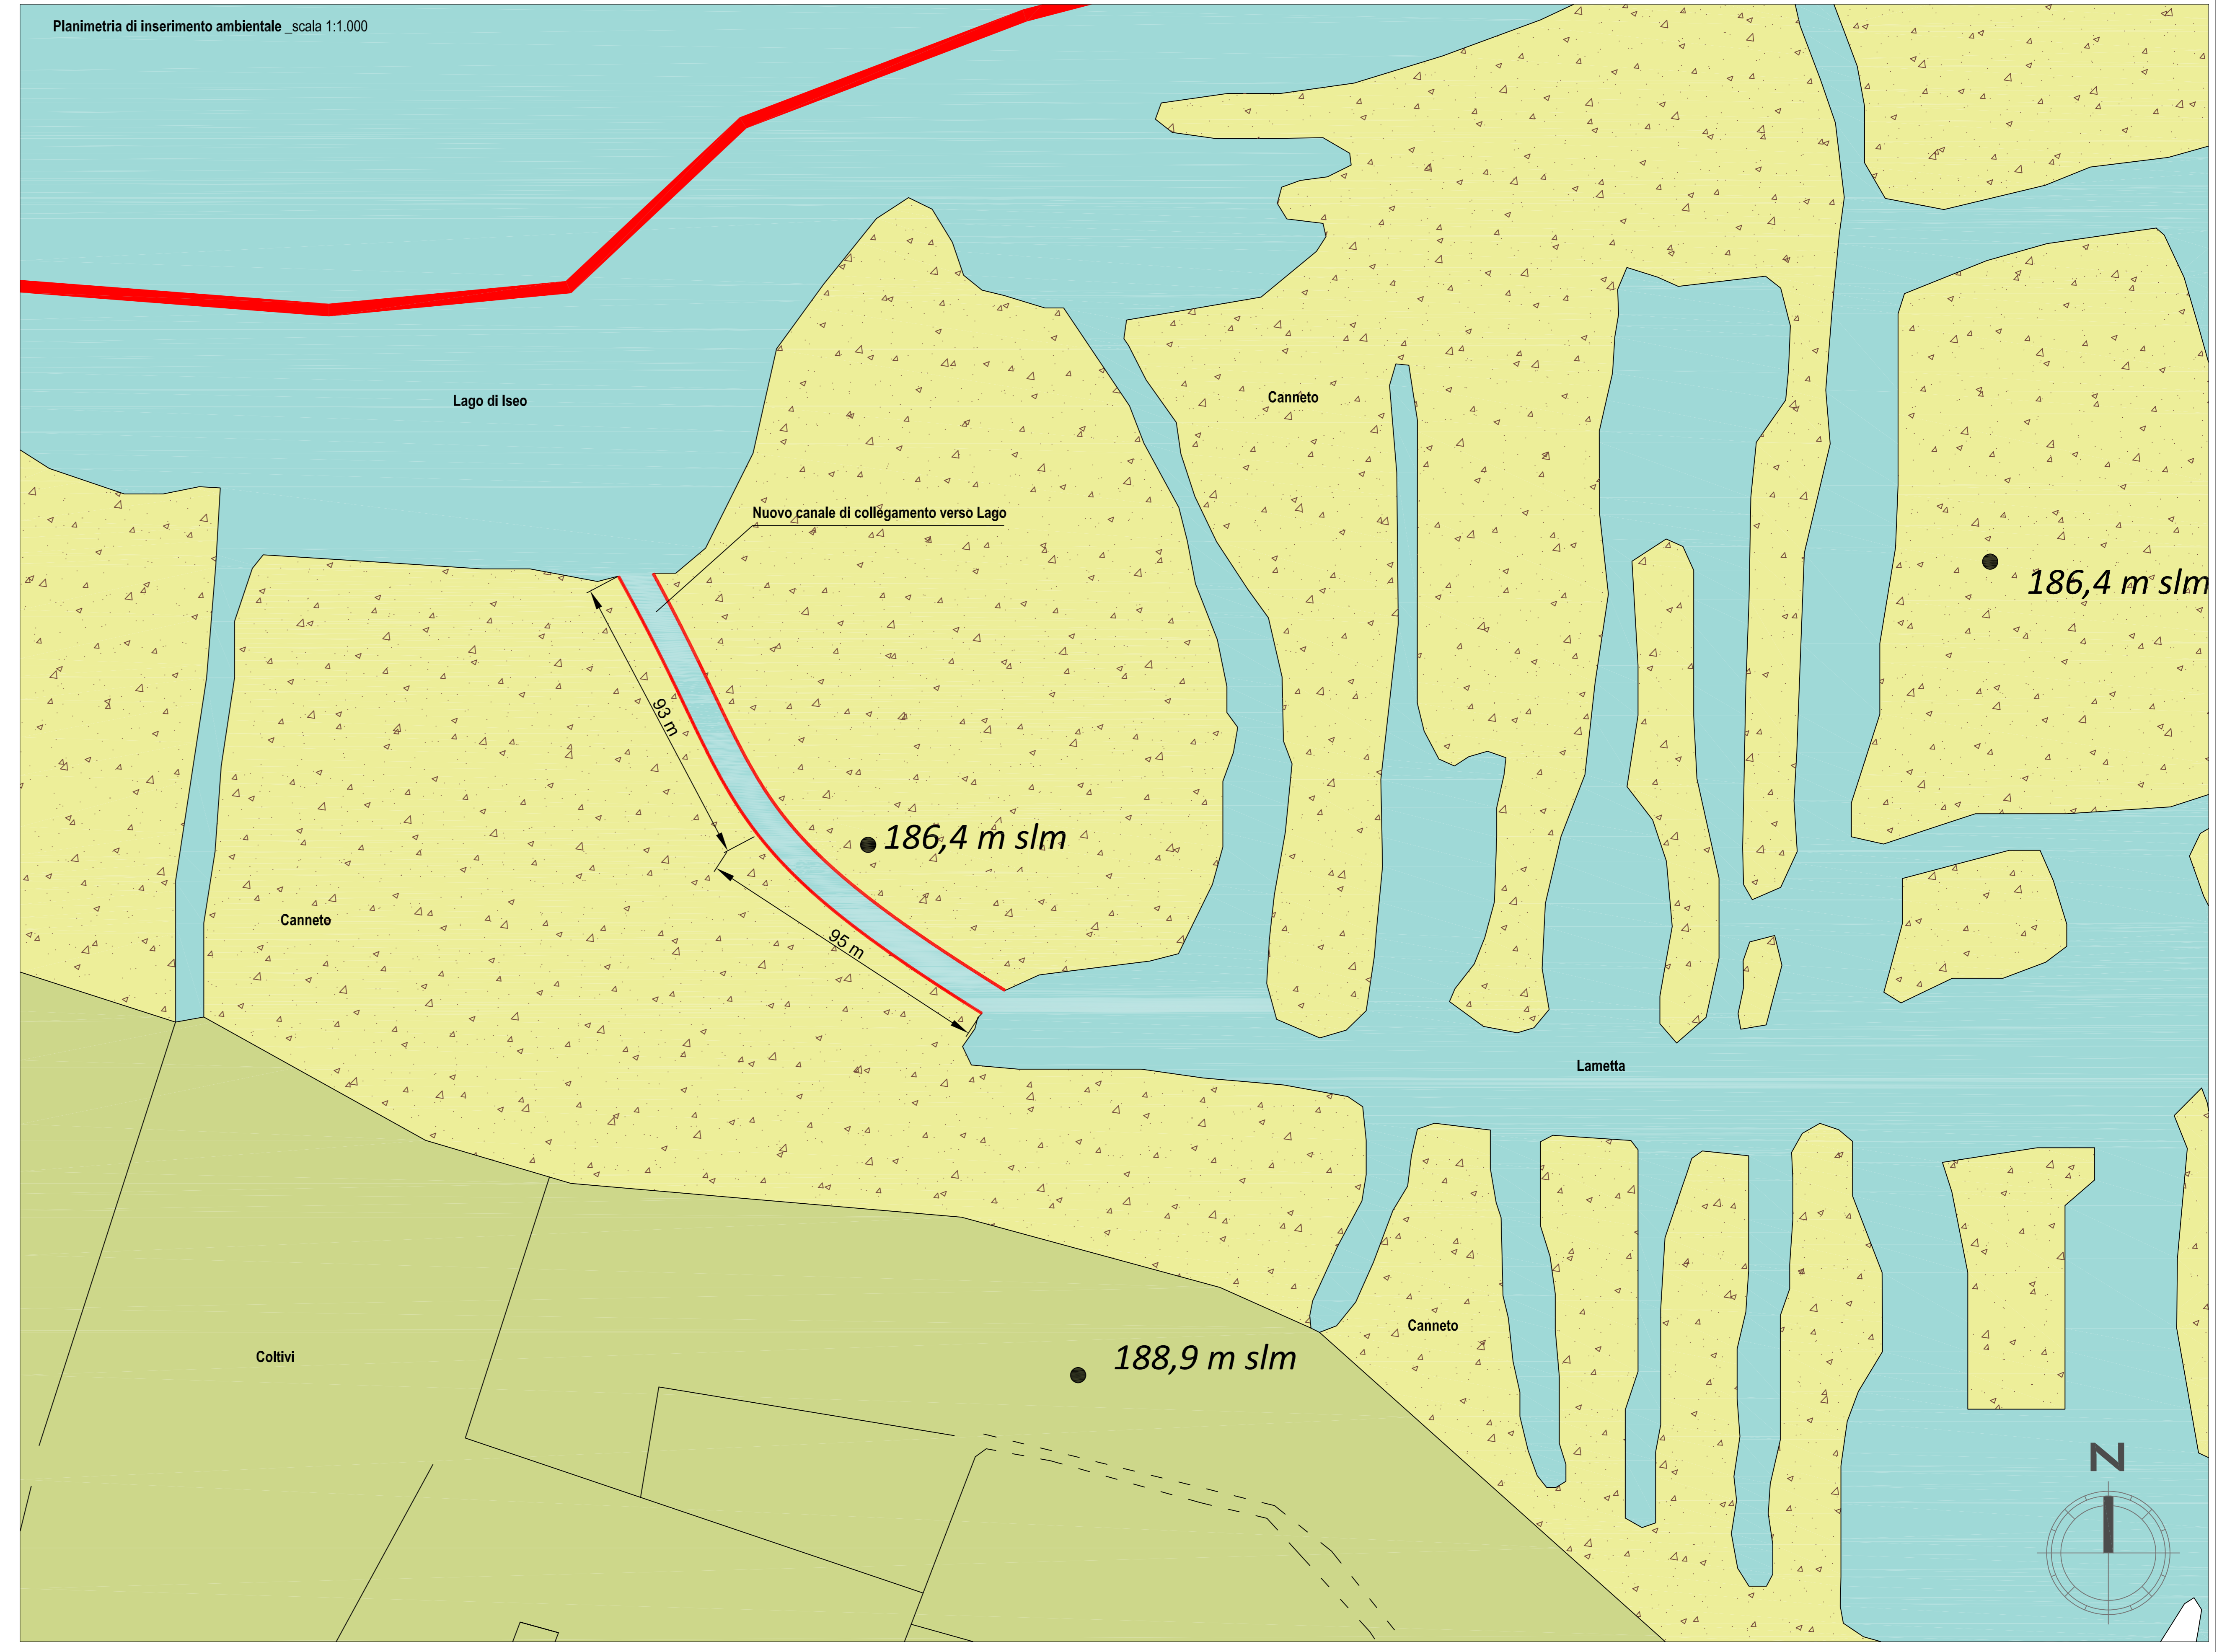 Planimetria di inserimento ambientale _scala 1:1.000
Lago di Iseo
Canneto
Nuovo canale di collegamento verso Lago
186,4 m slm
93 m
186,4 m slm
Canneto
95 m
Lametta
Canneto
Coltivi
188,9 m slm
N